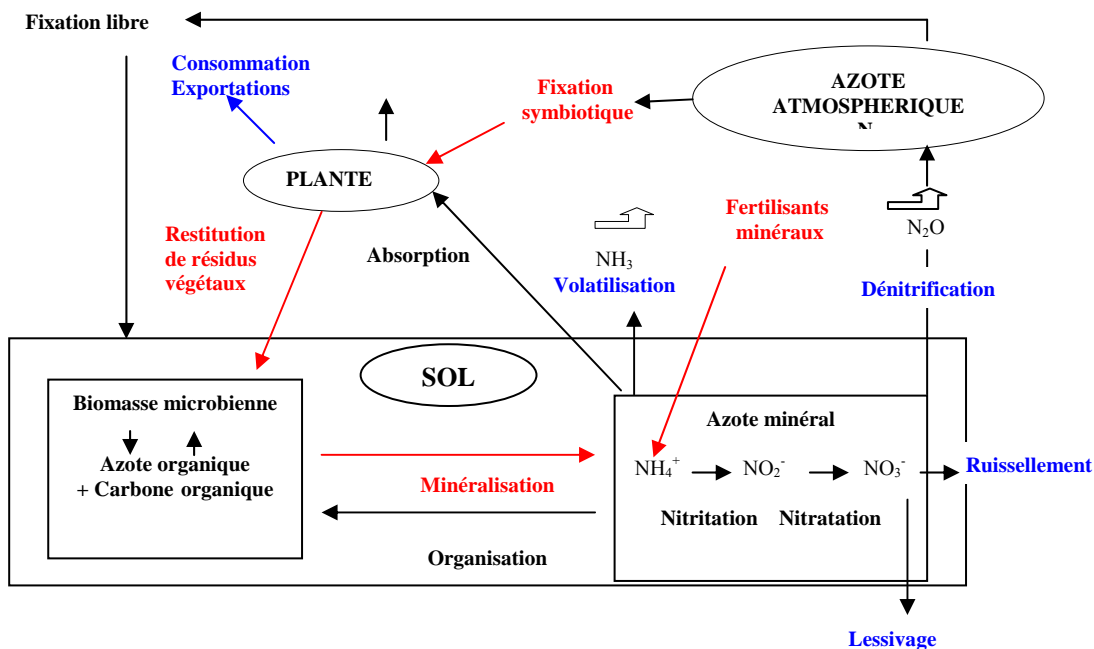 Fixation libre
Consommation
Exportations
Fixation
symbiotique
AZOTE
ATMOSPHERIQUE
PLANTE
Restitution
de résidus
végétaux
Absorption
NH₃
Volatilisation
Fertilisants
minéraux
N₂O
Dénitrification
SOL
Biomasse microbienne
Azote organique
+ Carbone organique
Minéralisation
Organisation
Azote minéral
NH₄⁺
NO₂⁻
NO₃⁻
Nitritation
Nitratation
Ruissellement
Lessivage